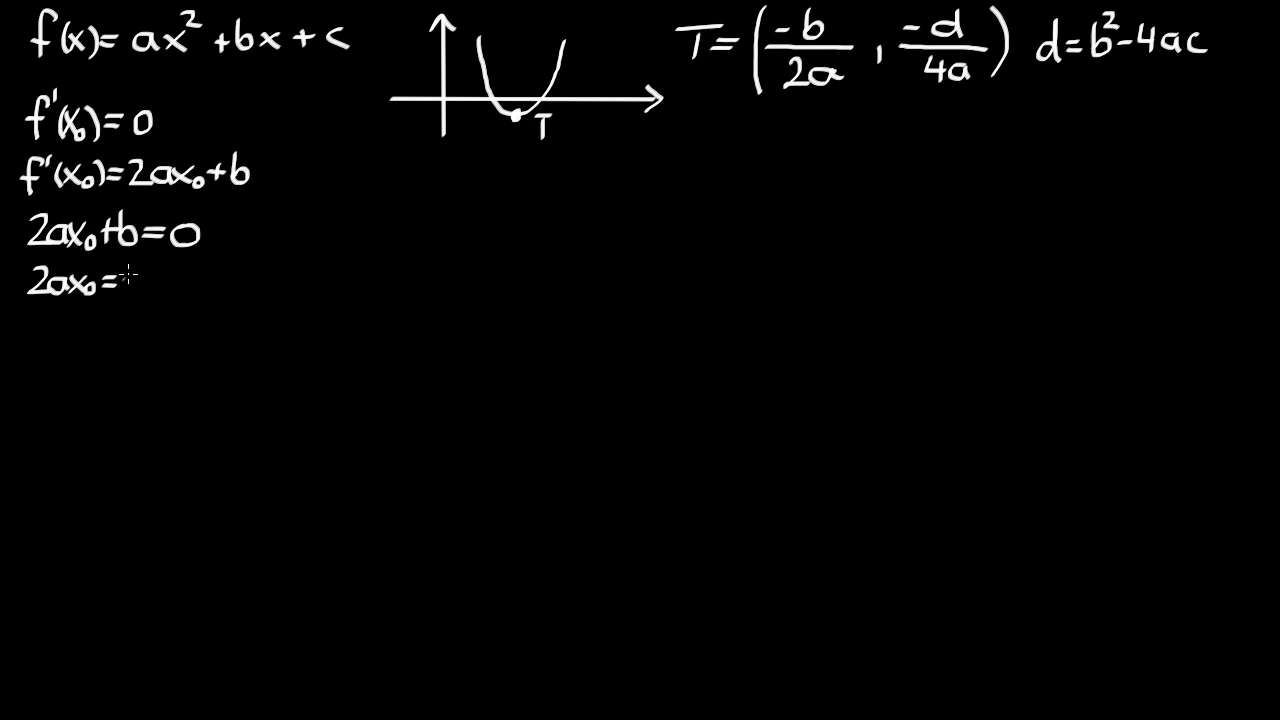 f(x)= ax² +bx + c
T
T= (-b/2a , -d/4a) d=b²-4ac
f'(x₀)= 0
f'(x₀)=2ax₀+b
2ax₀+b=0
2ax₀=